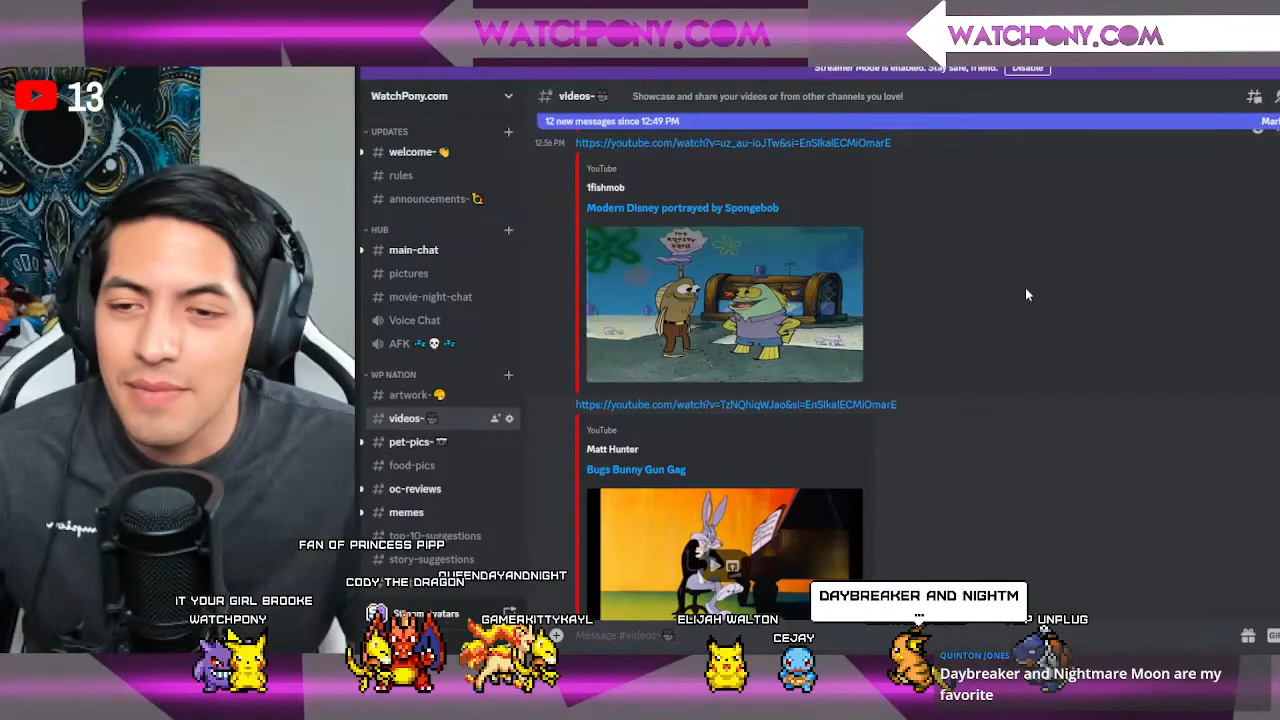 WATCHPONY.COM
WATCHPONY.COM
Streamer Mode is enabled. Stay safe, friend. Disable
13
WatchPony.com
# videos- Showcase and share your videos or from other channels you love!
12 new messages since 12:49 PM
UPDATES
# welcome-
# rules
# announcements-
HUB
# main-chat
# pictures
# movie-night-chat
Voice Chat
AFK
WP NATION
# artwork-
# videos-
# pet-pics-
# food-pics
# oc-reviews
# memes
# top-10-suggestions
# story-suggestions
12:56 PM https://youtube.com/watch?v=uz_au-ioJTw&si=EnSIkaIECMiOmarE
YouTube
1fishmob
Modern Disney portrayed by Spongebob
https://youtube.com/watch?v=TzNQhiqWJao&si=EnSIkaIECMiOmarE
YouTube
Matt Hunter
Bugs Bunny Gun Gag
Message #videos-
FAN OF PRINCESS PIPP
CODY THE DRAGON
QUEENDAYANDNIGHT
IT YOUR GIRL BROOKE
WATCHPONY
GAMERKITTYKAYL
ELIJAH WALTON
CEJAY
UNPLUG
DAYBREAKER AND NIGHTM
...
QUINTON JONES
Daybreaker and Nightmare Moon are my
favorite